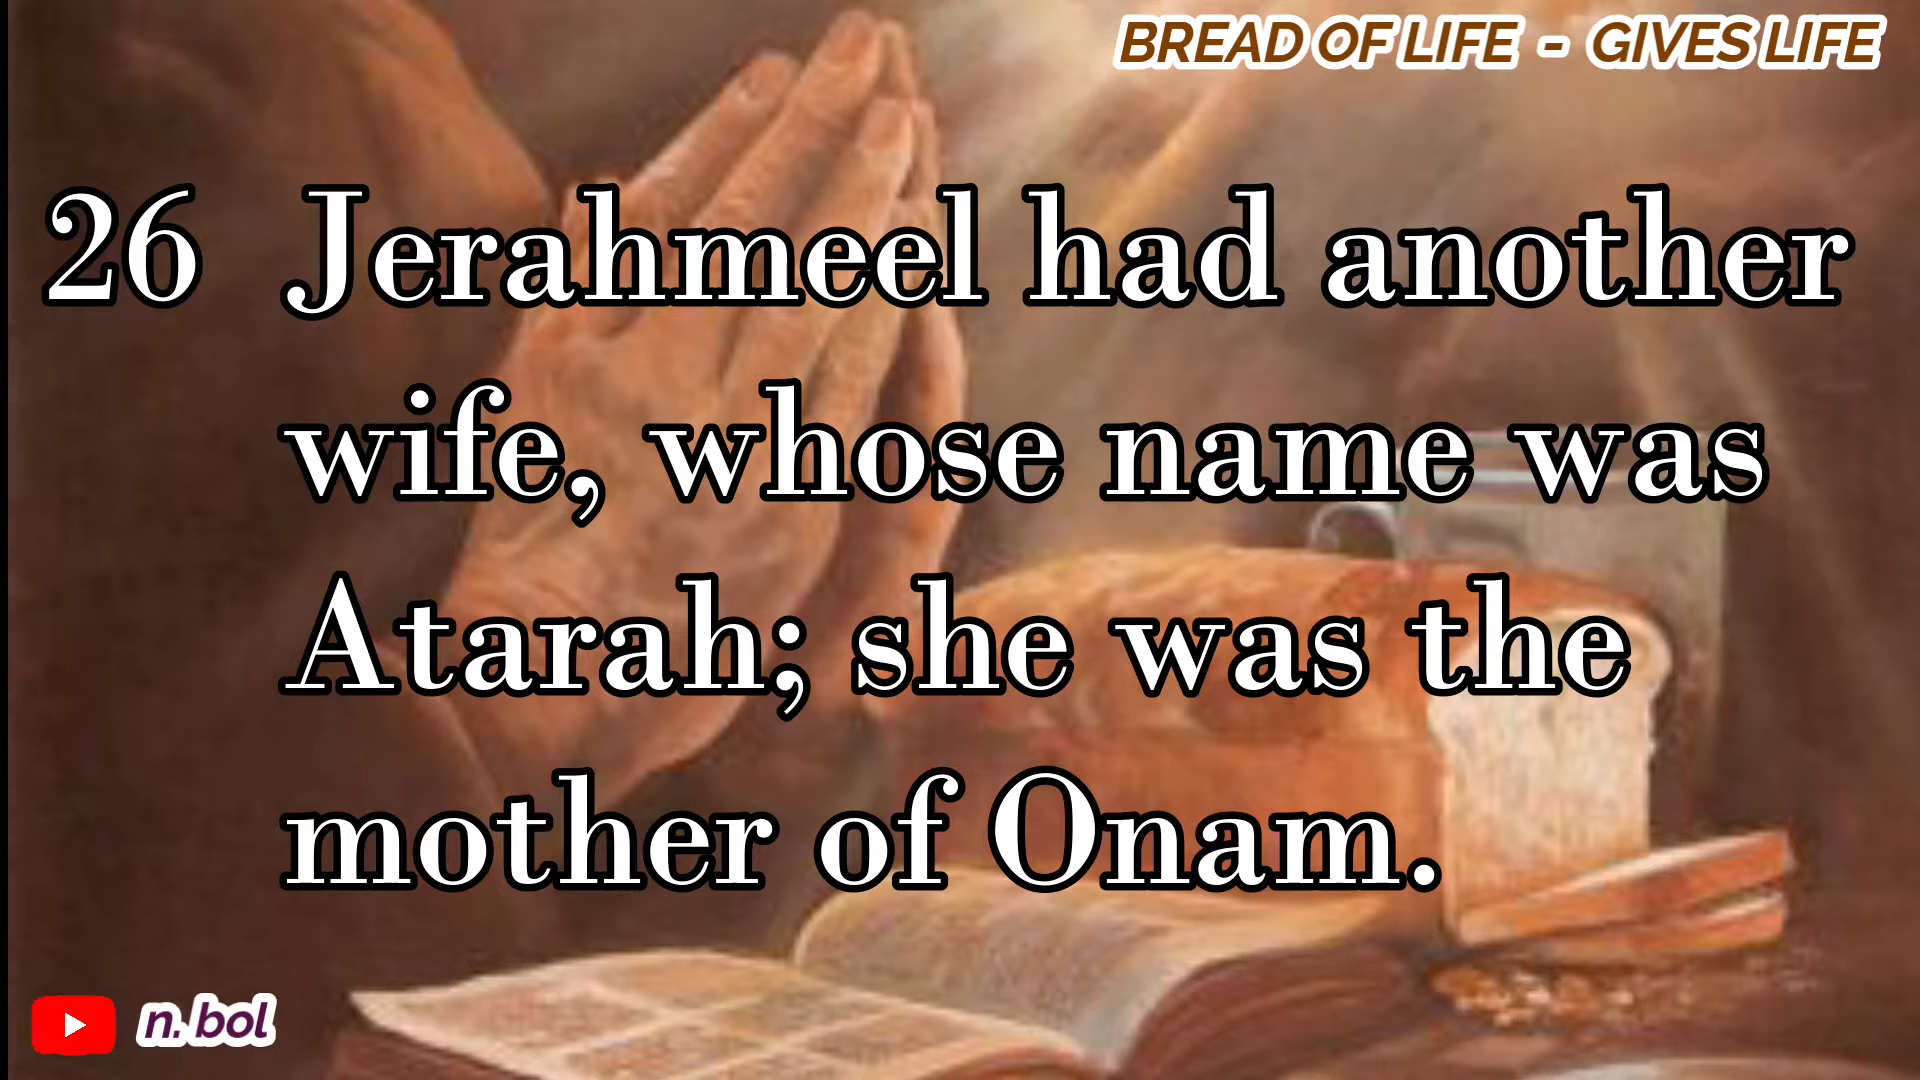 BREAD OF LIFE - GIVES LIFE
26 Jerahmeel had another
wife, whose name was
Atarah; she was the
mother of Onam.
n. bol